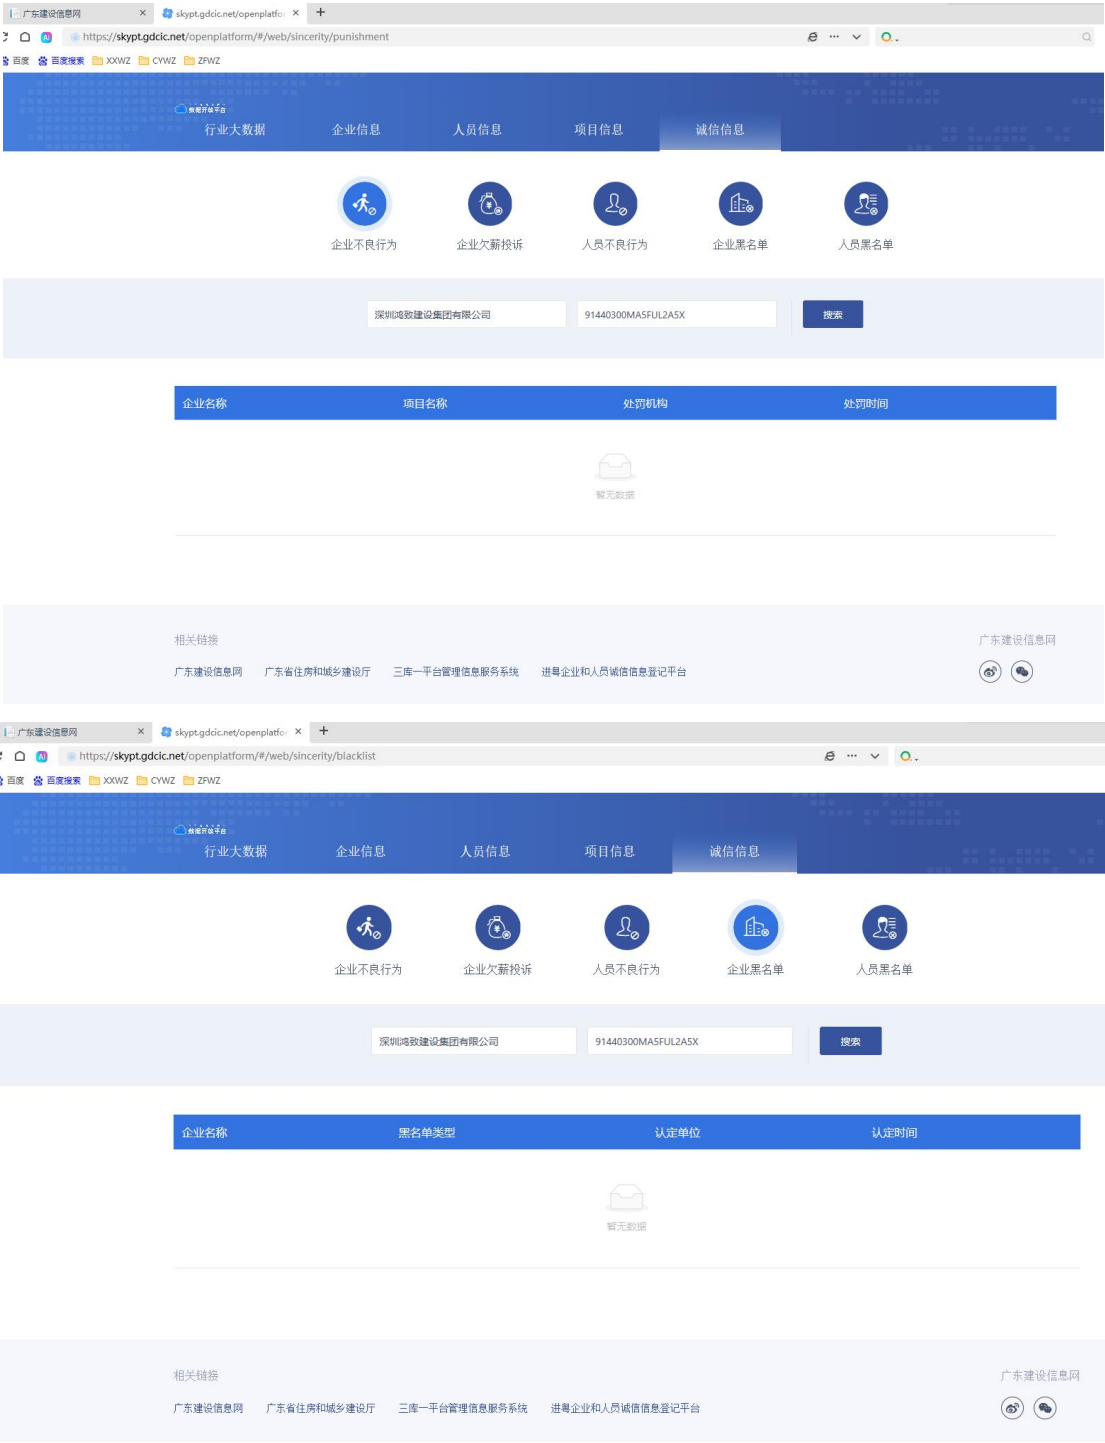 广东建设信息网 × skypt.gdcic.net/openplatfo × +
https://skypt.gdcic.net/openplatform/#/web/sincerity/punishment
百度 百度搜索 XXWZ CYWZ ZFWZ
数据开放平台
行业大数据 企业信息 人员信息 项目信息 诚信信息
企业不良行为 企业欠薪投诉 人员不良行为 企业黑名单 人员黑名单
深圳鸿致建设集团有限公司 91440300MA5FUL2A5X 搜索
企业名称 项目名称 处罚机构 处罚时间
暂无数据
相关链接 广东建设信息网
广东建设信息网 广东省住房和城乡建设厅 三库一平台管理信息服务系统 进粤企业和人员诚信信息登记平台
广东建设信息网 × skypt.gdcic.net/openplatfo × +
https://skypt.gdcic.net/openplatform/#/web/sincerity/blacklist
百度 百度搜索 XXWZ CYWZ ZFWZ
数据开放平台
行业大数据 企业信息 人员信息 项目信息 诚信信息
企业不良行为 企业欠薪投诉 人员不良行为 企业黑名单 人员黑名单
深圳鸿致建设集团有限公司 91440300MA5FUL2A5X 搜索
企业名称 黑名单类型 认定单位 认定时间
暂无数据
相关链接 广东建设信息网
广东建设信息网 广东省住房和城乡建设厅 三库一平台管理信息服务系统 进粤企业和人员诚信信息登记平台